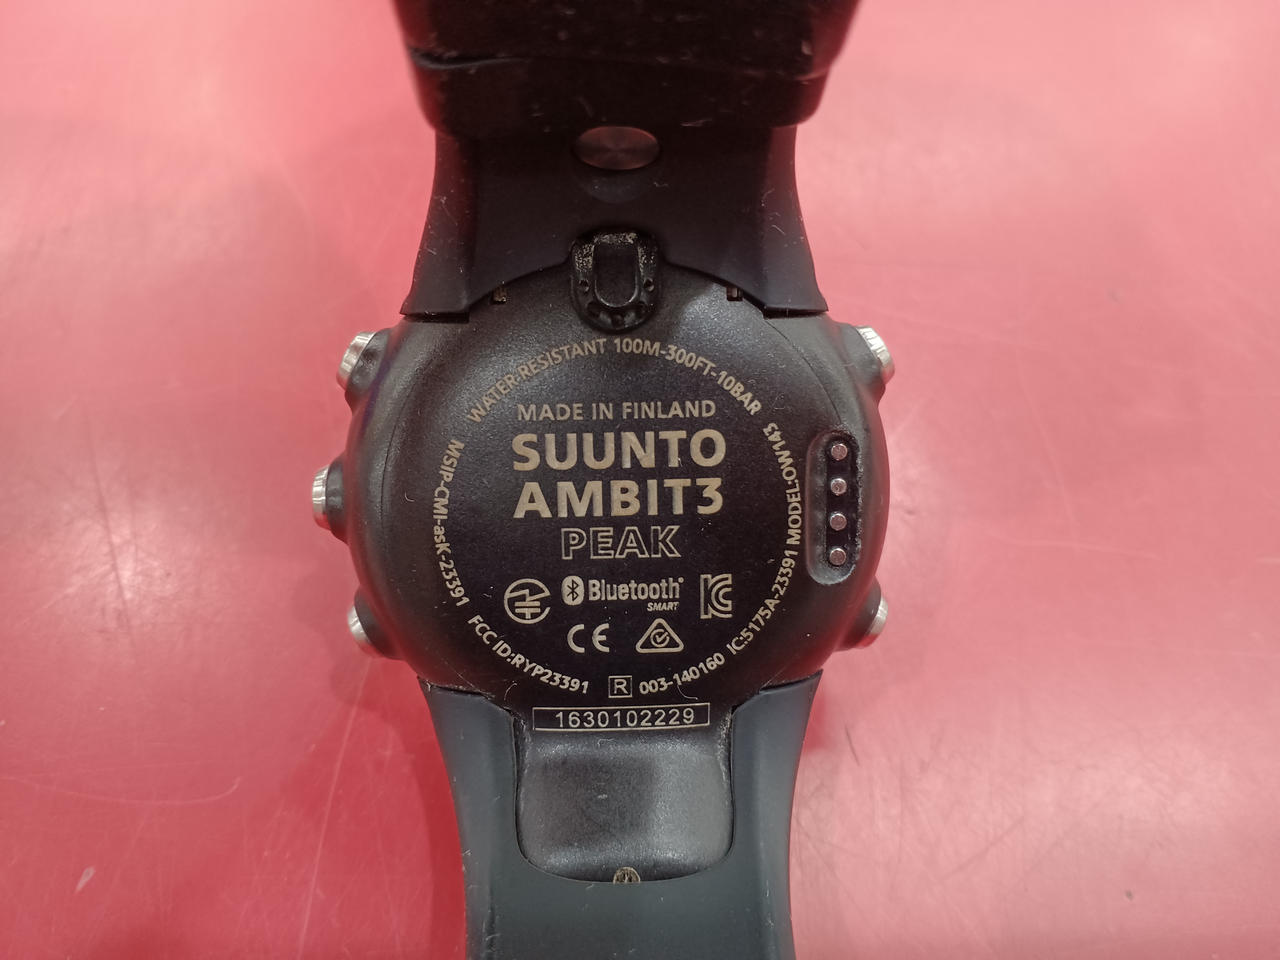 WATER-RESISTANT 100M-300FT-10BAR
MADE IN FINLAND
SUUNTO
AMBIT3
PEAK
Bluetooth®
SMART
CE
MSIP-CMI-asK-23391
FCC ID:RYP23391
R 003-140160
IC:5175A-23391
MODEL:OW143
1630102229